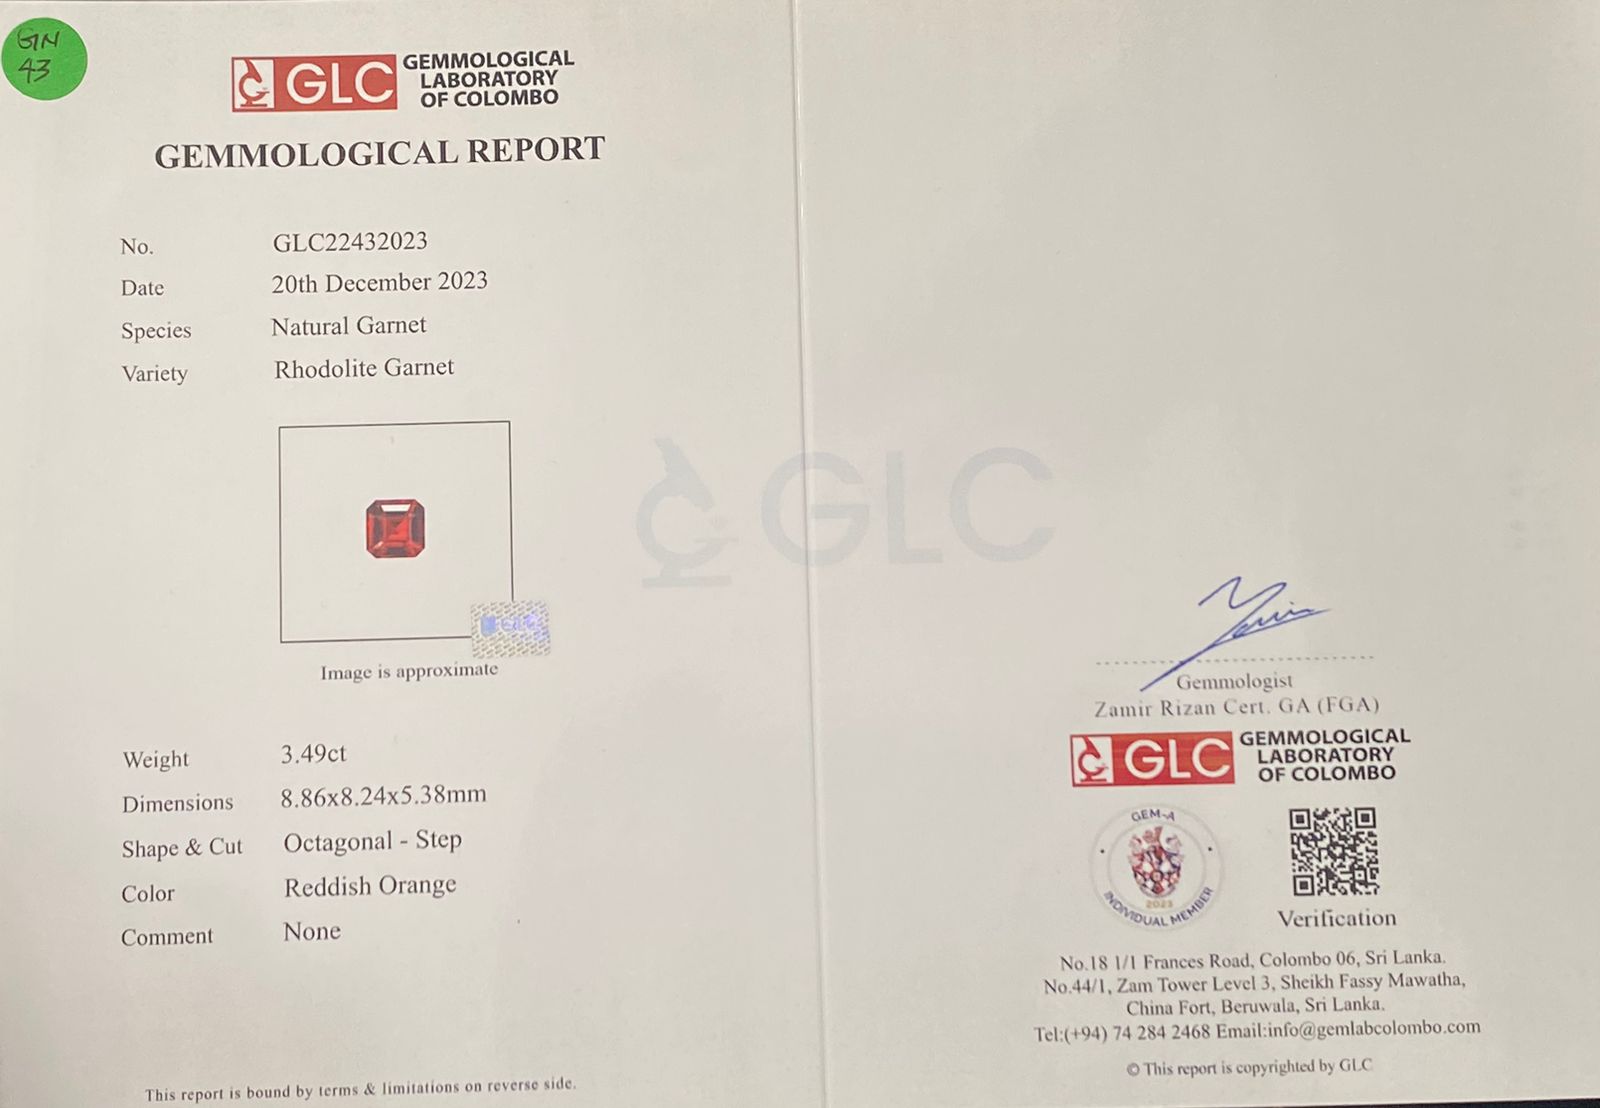 GN
43
GLC GEMMOLOGICAL
LABORATORY
OF COLOMBO
GEMMOLOGICAL REPORT
No. GLC22432023
Date 20th December 2023
Species Natural Garnet
Variety Rhodolite Garnet
GLC
Image is approximate
Weight 3.49ct
Dimensions 8.86x8.24x5.38mm
Shape & Cut Octagonal - Step
Color Reddish Orange
Comment None
This report is bound by terms & limitations on reverse side.
GLC
Gemmologist
Zamir Rizan Cert. GA (FGA)
GLC GEMMOLOGICAL
LABORATORY
OF COLOMBO
GEM-A
2023
INDIVIDUAL MEMBER
Verification
No.18 1/1 Frances Road, Colombo 06, Sri Lanka.
No.44/1, Zam Tower Level 3, Sheikh Fassy Mawatha,
China Fort, Beruwala, Sri Lanka.
Tel:(+94) 74 284 2468 Email:info@gemlabcolombo.com
© This report is copyrighted by GLC